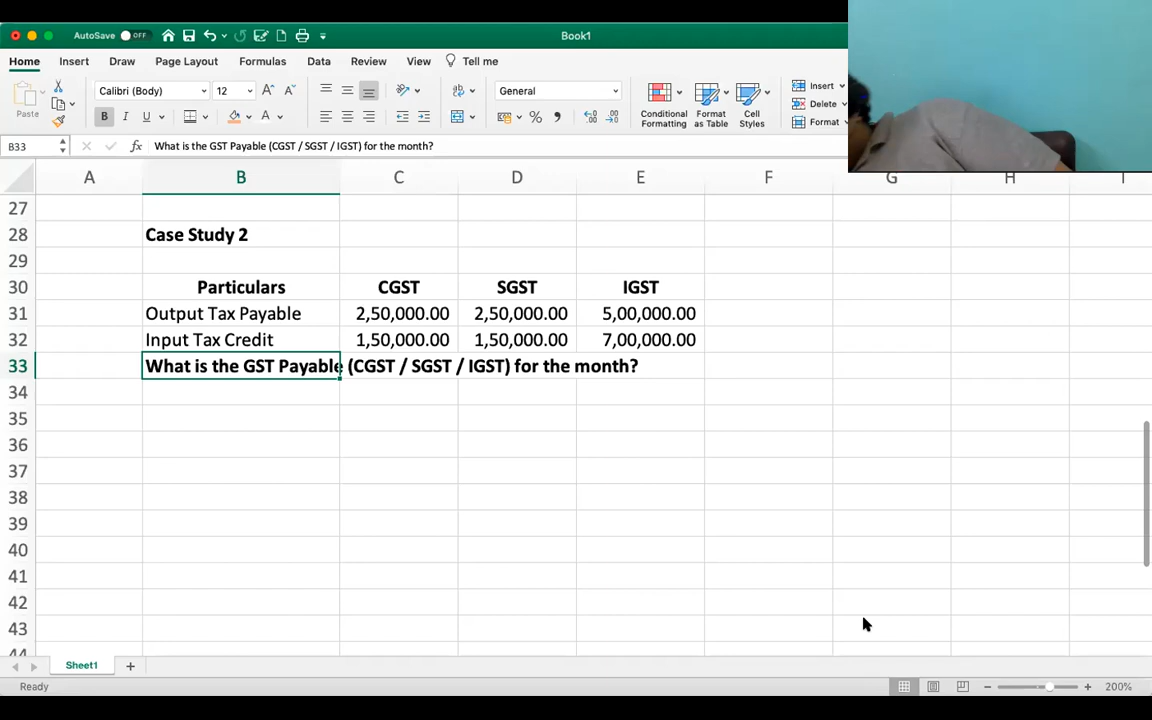 AutoSave OFF Book1
Home Insert Draw Page Layout Formulas Data Review View Tell me
Paste Calibri (Body) 12 A A General Conditional Formatting Format as Table Cell Styles Insert Delete Format
B I U A % 
B33 fx What is the GST Payable (CGST / SGST / IGST) for the month?
A B C D E F G H I
27
28 Case Study 2
29
30 Particulars CGST SGST IGST
31 Output Tax Payable 2,50,000.00 2,50,000.00 5,00,000.00
32 Input Tax Credit 1,50,000.00 1,50,000.00 7,00,000.00
33 What is the GST Payable (CGST / SGST / IGST) for the month?
34
35
36
37
38
39
40
41
42
43
44
Sheet1 +
Ready 200%